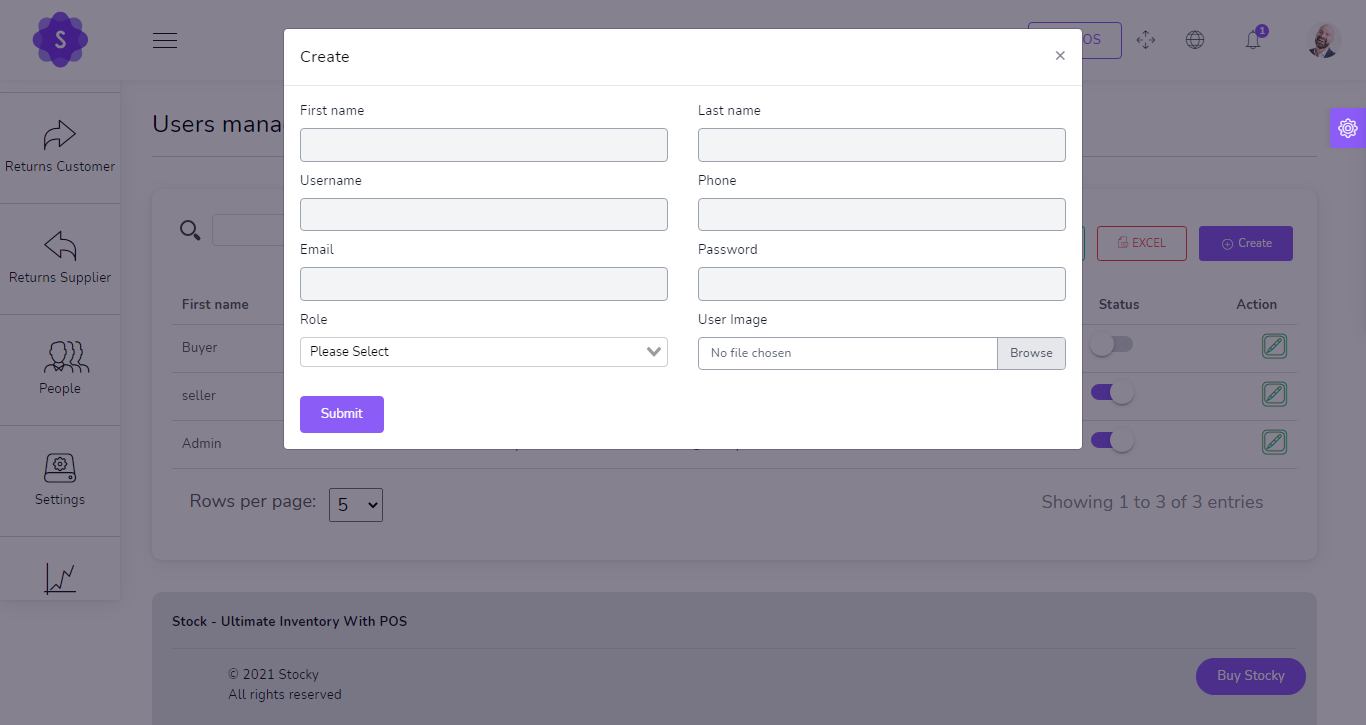 S
OS
1
Create
×
First name
Last name
Username
Phone
Email
Password
Role
User Image
Please Select
No file chosen
Browse
Submit
Returns Customer
Returns Supplier
People
Settings
Users mana
EXCEL
Create
First name
Status
Action
Buyer
seller
Admin
Rows per page:
5
Showing 1 to 3 of 3 entries
Stock - Ultimate Inventory With POS
© 2021 Stocky
All rights reserved
Buy Stocky